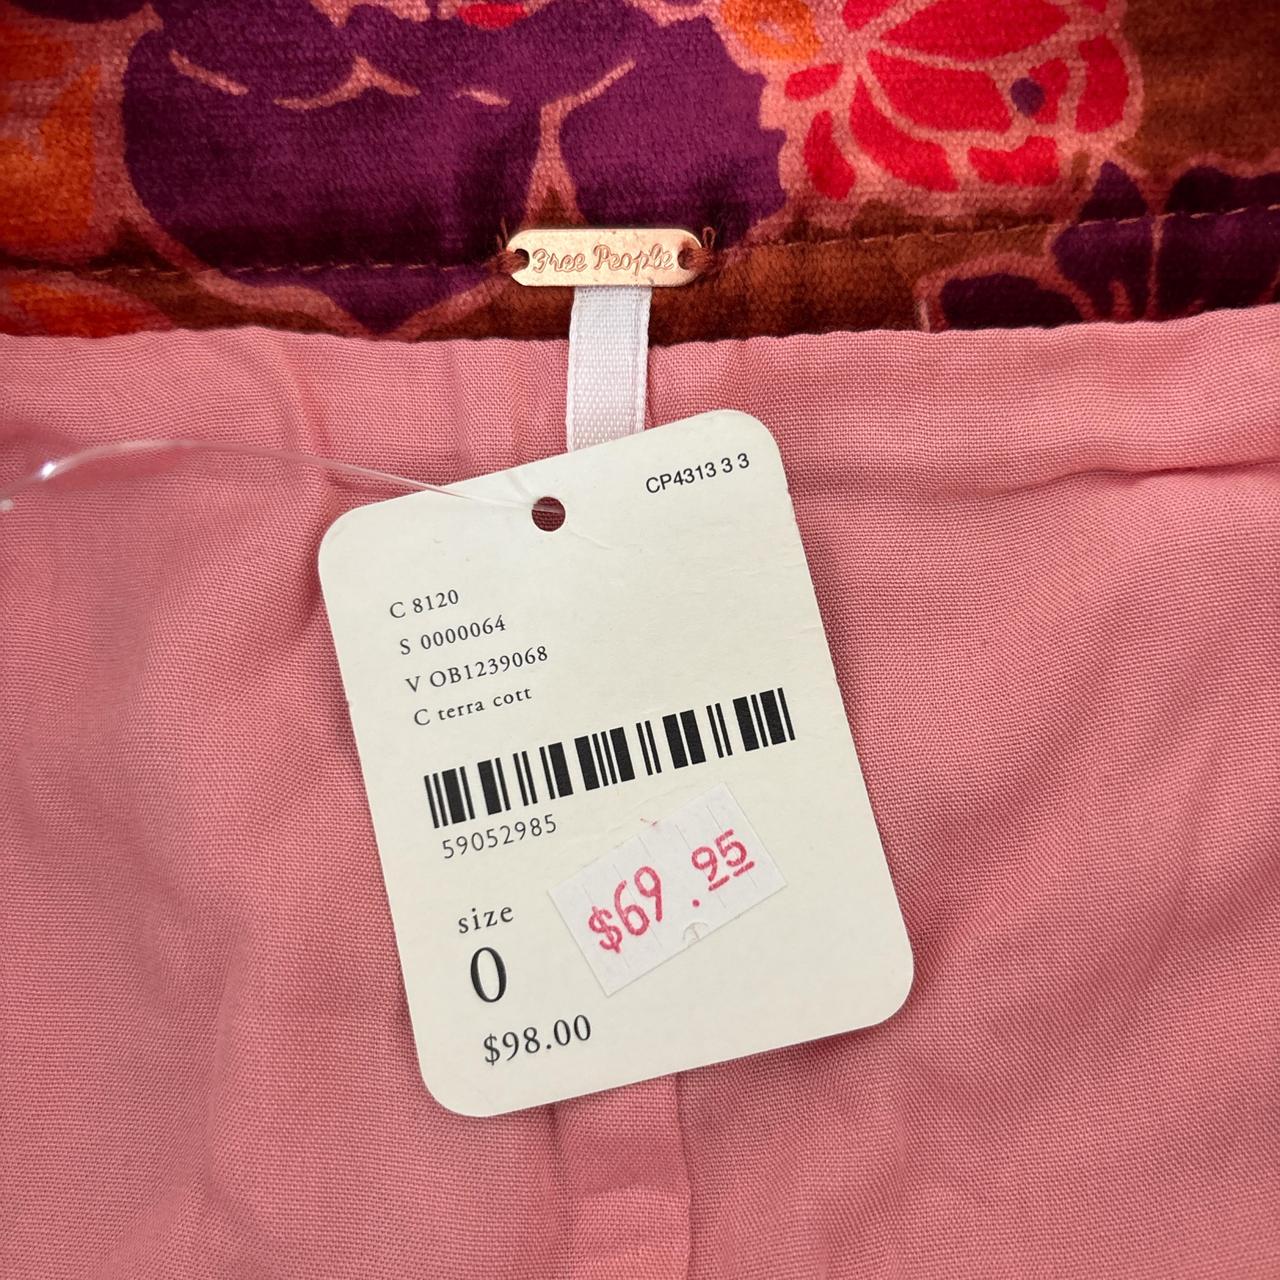 Free People
CP4313 3 3
C 8120
S 0000064
V OB1239068
C terra cott
59052985
$69.95
size
0
$98.00